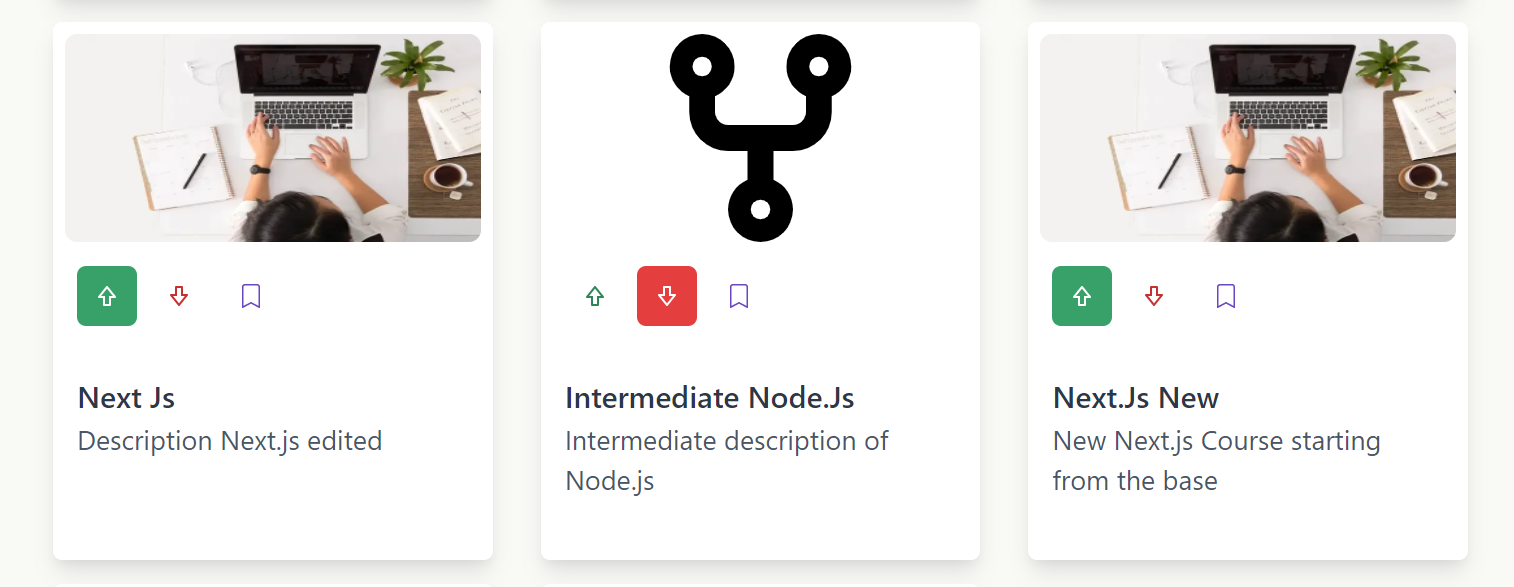 Next Js
Description Next.js edited
Intermediate Node.Js
Intermediate description of
Node.js
Next.Js New
New Next.js Course starting
from the base